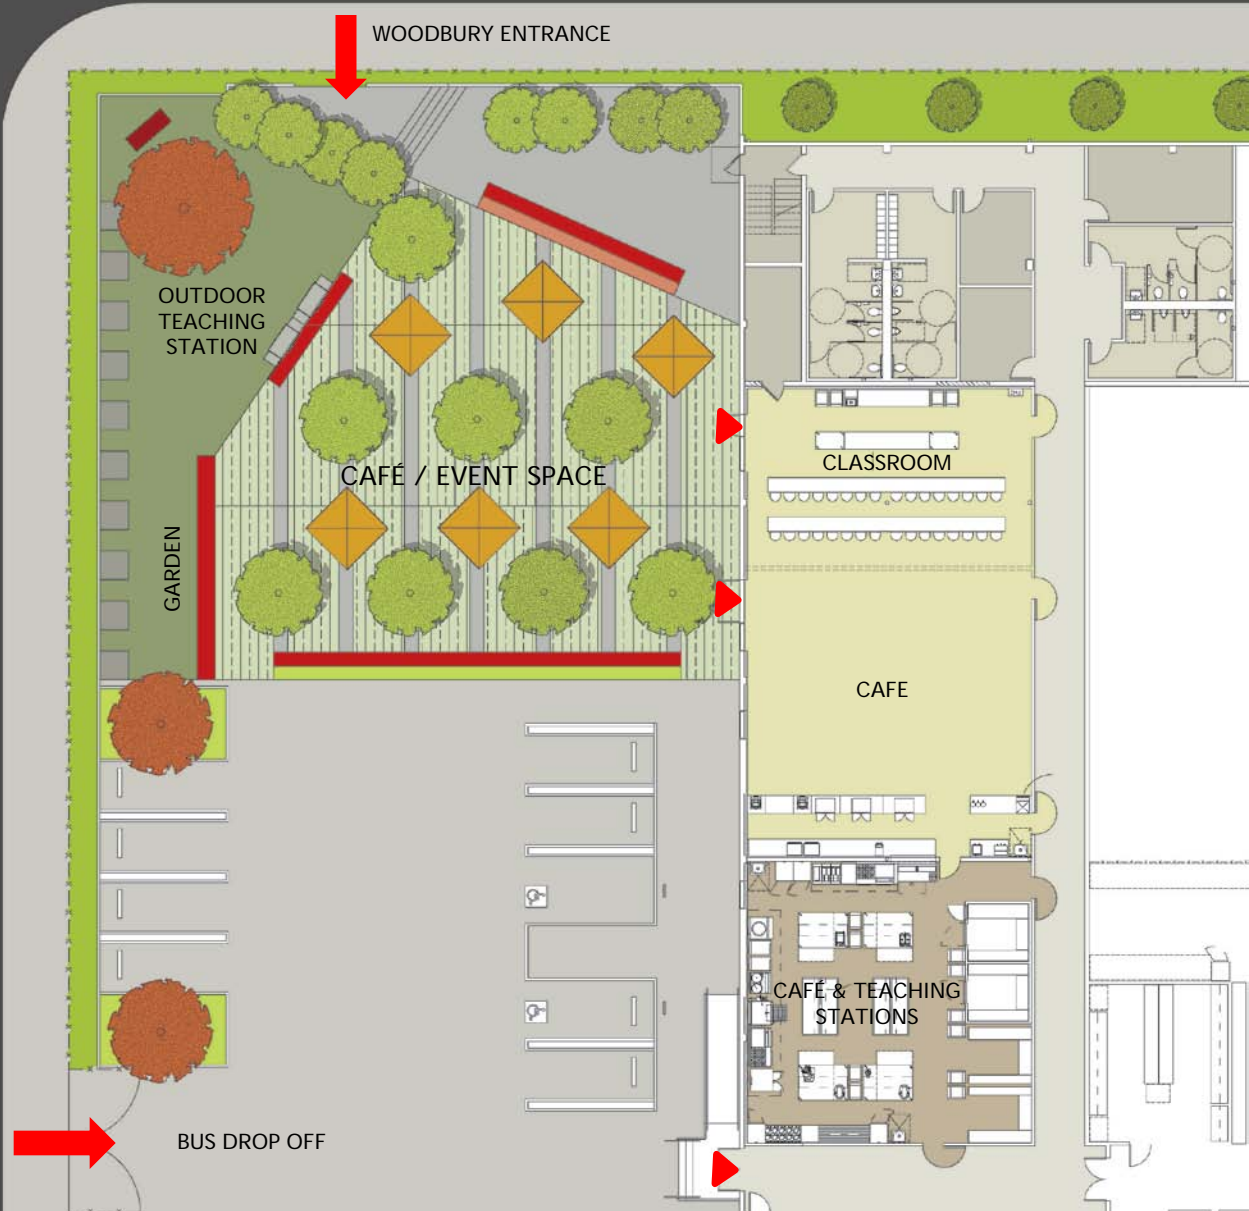 WOODBURY ENTRANCE
OUTDOOR
TEACHING
STATION
CAFÉ / EVENT SPACE
GARDEN
CLASSROOM
CAFE
CAFÉ & TEACHING
STATIONS
BUS DROP OFF